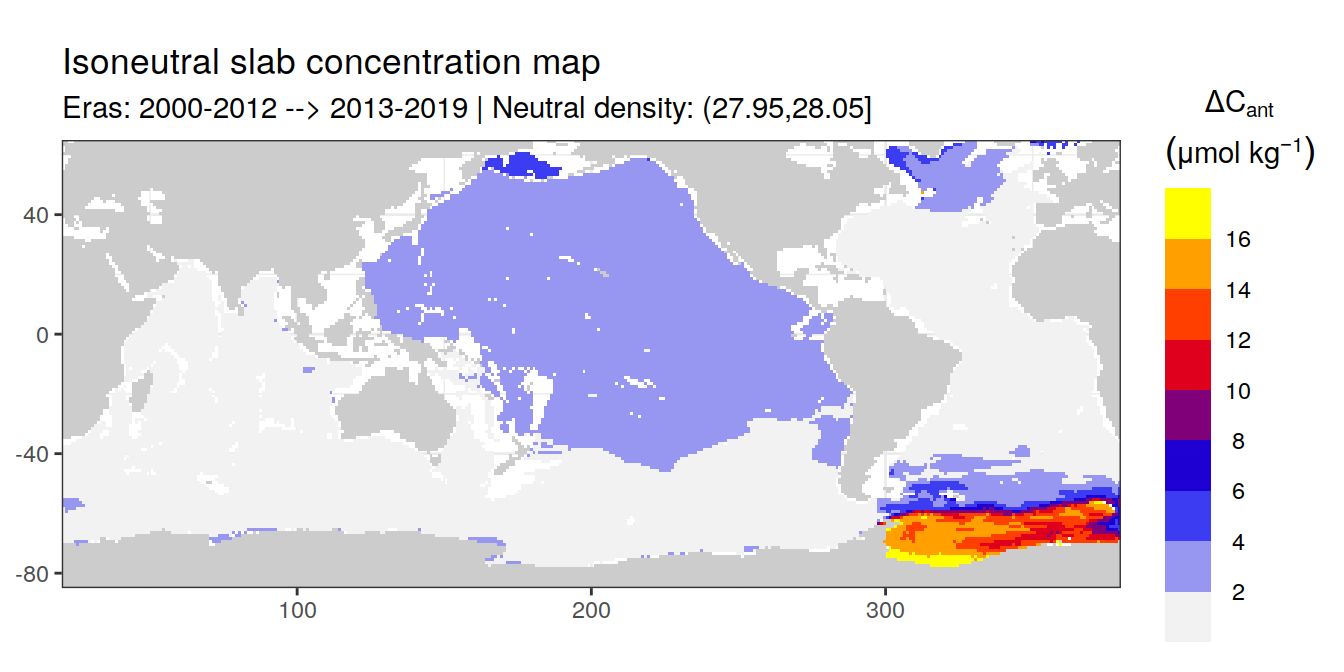 Isoneutral slab concentration map
Eras: 2000-2012 --> 2013-2019 | Neutral density: (27.95,28.05]
ΔCant
(μmol kg⁻¹)
16
14
12
10
8
6
4
2
40
0
-40
-80
100 200 300